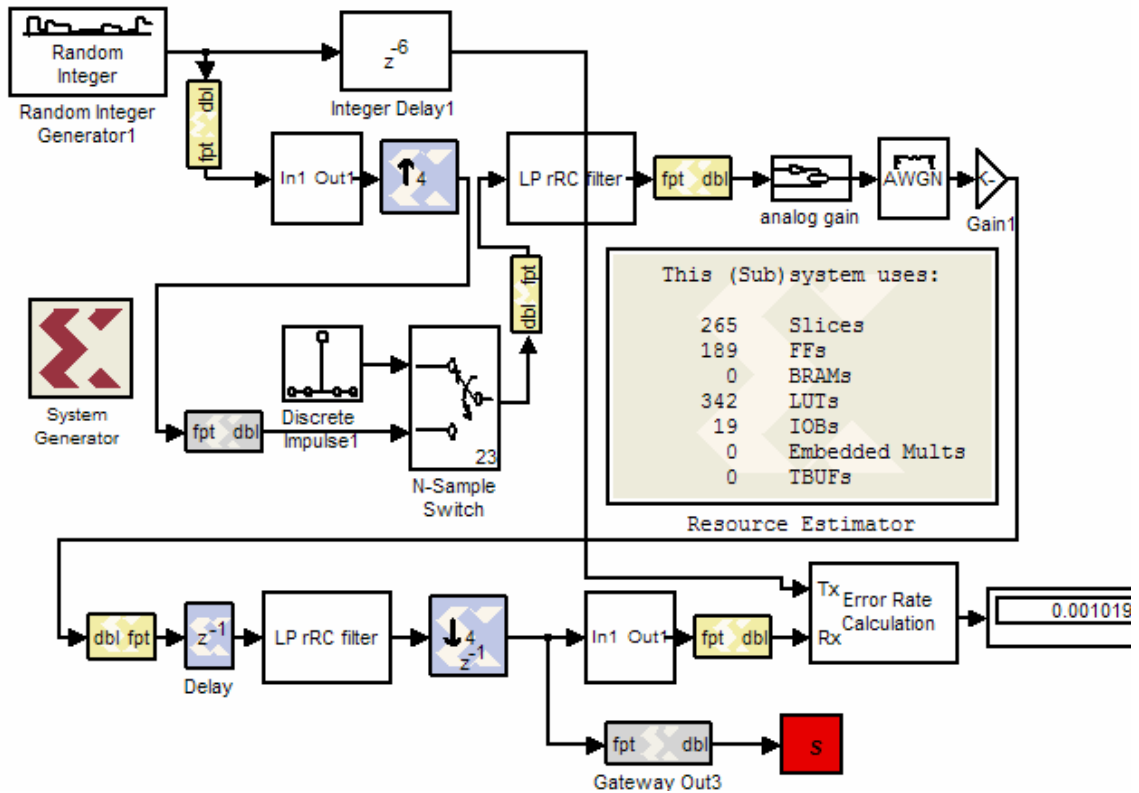 Random
Integer
Random Integer
Generator1
z-6
Integer Delay1
fpt dbl
In1 Out1
4
LP rRC filter
fpt dbl
analog gain
AWGN
K-
Gain1
dbl fpt
This (Sub)system uses:
265 Slices
189 FFs
0 BRAMs
342 LUTs
19 IOBs
0 Embedded Mults
0 TBUFs
Resource Estimator
System
Generator
Discrete
Impulse1
fpt dbl
23
N-Sample
Switch
dbl fpt
z-1
Delay
LP rRC filter
4
z-1
In1 Out1
fpt dbl
Tx
Rx
Error Rate
Calculation
0.001019
fpt dbl
Gateway Out3
s